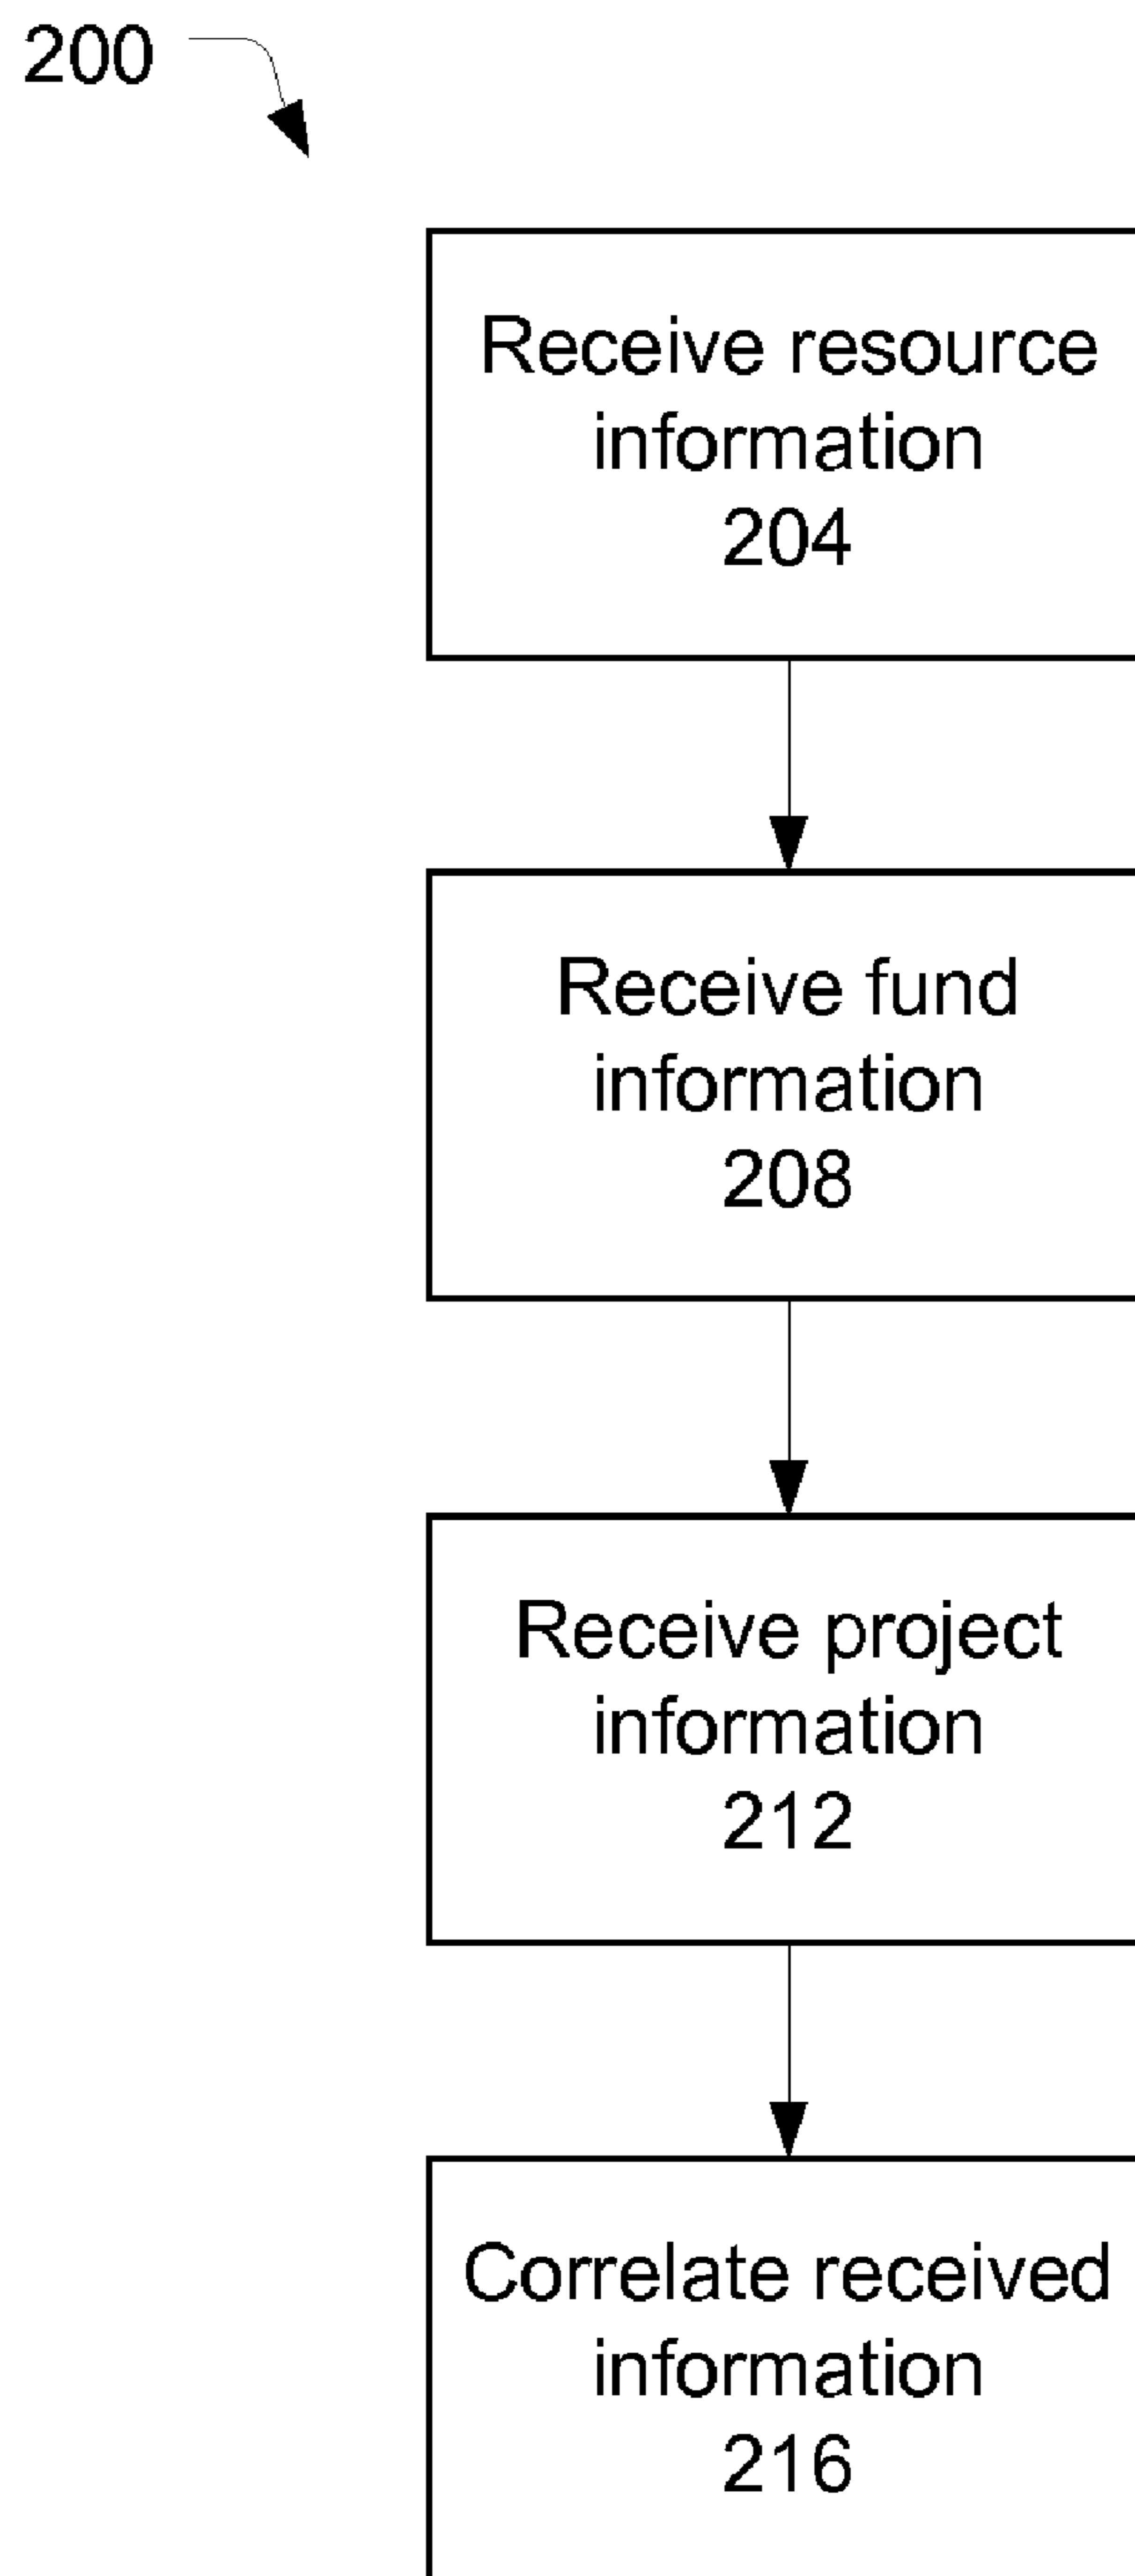 200
Receive resource
information
204
Receive fund
information
208
Receive project
information
212
Correlate received
information
216